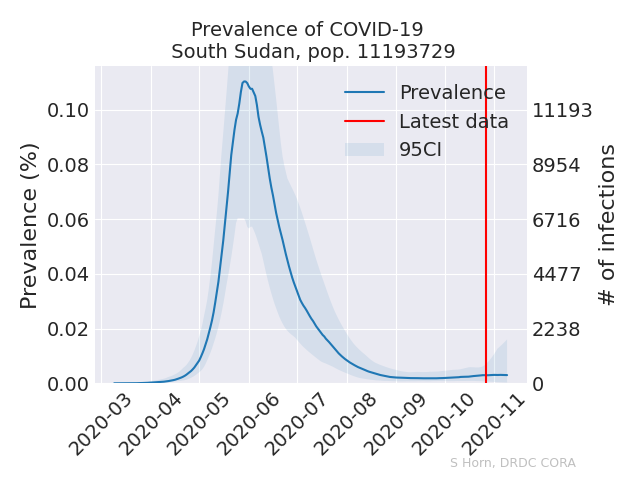 Prevalence of COVID-19
South Sudan, pop. 11193729
Prevalence
Latest data
95CI
Prevalence (%)
0.10
0.08
0.06
0.04
0.02
0.00
11193
8954
6716
4477
2238
0
# of infections
2020-03
2020-04
2020-05
2020-06
2020-07
2020-08
2020-09
2020-10
2020-11
S Horn, DRDC CORA